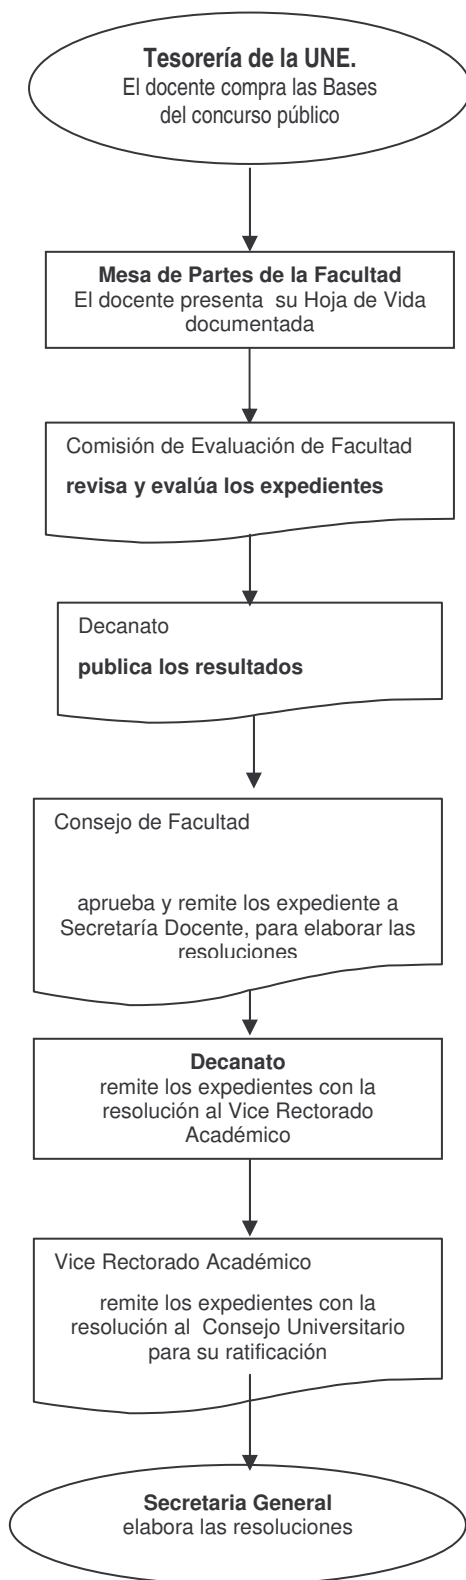 Tesorería de la UNE.
El docente compra las Bases
del concurso público
Mesa de Partes de la Facultad
El docente presenta su Hoja de Vida
documentada
Comisión de Evaluación de Facultad
revisa y evalúa los expedientes
Decanato
publica los resultados
Consejo de Facultad
aprueba y remite los expediente a
Secretaría Docente, para elaborar las
resoluciones
Decanato
remite los expedientes con la
resolución al Vice Rectorado
Académico
Vice Rectorado Académico
remite los expedientes con la
resolución al Consejo Universitario
para su ratificación
Secretaria General
elabora las resoluciones